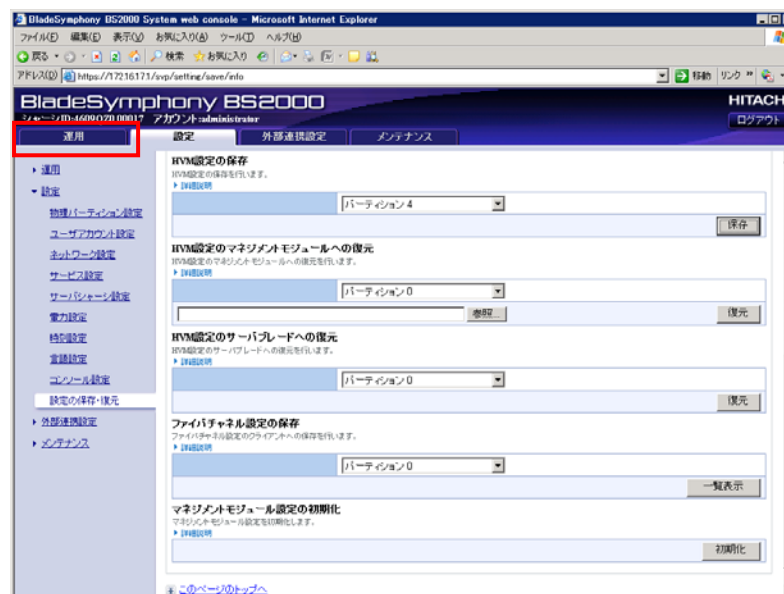 BladeSymphony BS2000 System web console - Microsoft Internet Explorer
ファイル(F) 編集(E) 表示(V) お気に入り(A) ツール(T) ヘルプ(H)
戻る 検索 お気に入り
アドレス(D) https://17216171/svp/setting/save/info 移動 リンク »
BladeSymphony BS2000 HITACH
シャーシID:4609OZR00017 アカウント:administrator ログアウト
運用 設定 外部連携設定 メンテナンス
運用
設定
物理パーティション設定
ユーザアカウント設定
ネットワーク設定
サービス設定
サーバシャーシ設定
電力設定
時刻設定
言語設定
コンソール設定
設定の保存・復元
外部連携設定
メンテナンス
HVM設定の保存
HVM設定の保存を行います。
詳細説明
パーティション 4
保存
HVM設定のマネジメントモジュールへの復元
HVM設定のマネジメントモジュールへの復元を行います。
詳細説明
パーティション 0
参照... 復元
HVM設定のサーバブレードへの復元
HVM設定のサーバブレードへの復元を行います。
詳細説明
パーティション 0
復元
ファイバチャネル設定の保存
ファイバチャネル設定のクライアントへの保存を行います。
詳細説明
パーティション 0
一覧表示
マネジメントモジュール設定の初期化
マネジメントモジュール設定を初期化します。
詳細説明
初期化
このページのトップへ